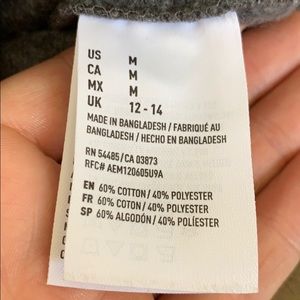 US M
CA M
MX M
UK 12 - 14
MADE IN BANGLADESH / FABRIQUÉ AU
BANGLADESH / HECHO EN BANGLADESH
RN 54485/CA 03873
RFC# AEM120605U9A
EN 60% COTTON / 40% POLYESTER
FR 60% COTON / 40% POLYESTER
SP 60% ALGODÓN / 40% POLIÉSTER